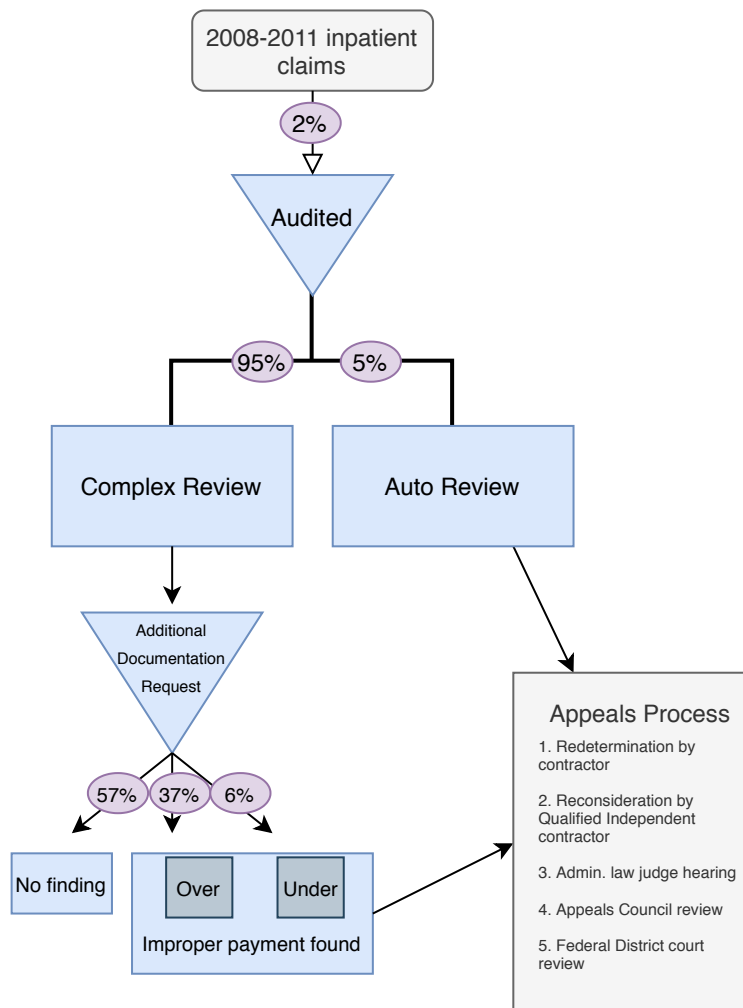 2008-2011 inpatient
claims
2%
Audited
95%
5%
Complex Review
Auto Review
Additional
Documentation
Request
57%
37%
6%
No finding
Over
Under
Improper payment found
Appeals Process
1. Redetermination by
contractor
2. Reconsideration by
Qualified Independent
contractor
3. Admin. law judge hearing
4. Appeals Council review
5. Federal District court
review